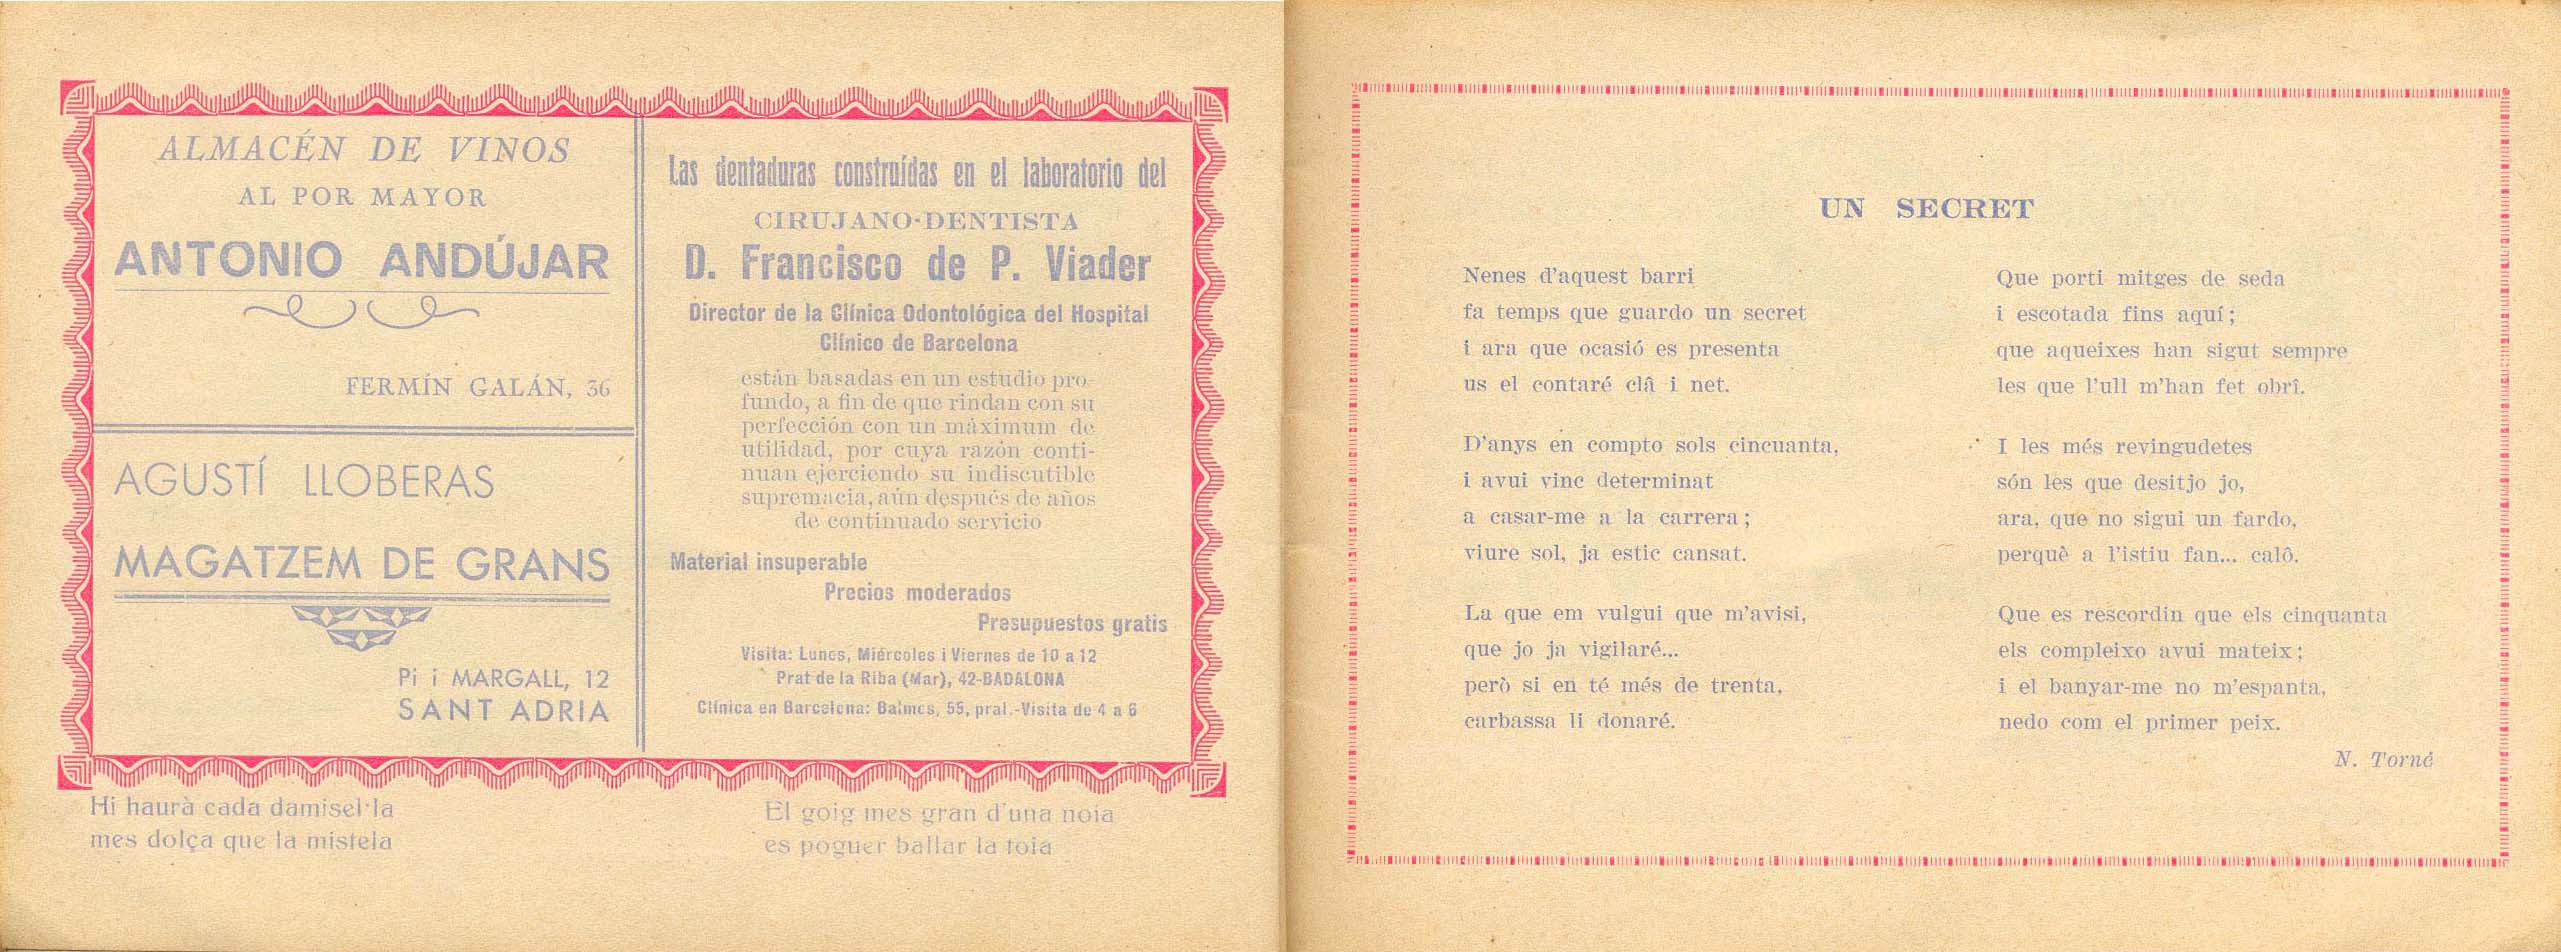 ALMACÉN DE VINOS
AL POR MAYOR
ANTONIO ANDÚJAR
FERMÍN GALÁN, 36
AGUSTÍ LLOBERAS
MAGATZEM DE GRANS
Pi i MARGALL, 12
SANT ADRIA
Las dentaduras construídas en el laboratorio del
CIRUJANO-DENTISTA
D. Francisco de P. Viader
Director de la Clínica Odontológica del Hospital
Clínico de Barcelona
están basadas en un estudio pro-
fundo, a fin de que rindan con su
perfección con un máximum de
utilidad, por cuya razón conti-
nuan ejerciendo su indiscutible
supremacia, aún después de años
de continuado servicio
Material insuperable
Precios moderados
Presupuestos gratis
Visita: Lunes, Miércoles i Viernes de 10 a 12
Prat de la Riba (Mar), 42-BADALONA
Clínica en Barcelona: Balmes, 55, pral.-Visita de 4 a 6
Hi haurà cada damisel·la
mes dolça que la mistela
El goig mes gran d'una noia
es poguer ballar la toia
UN SECRET
Nenes d'aquest barri
fa temps que guardo un secret
i ara que ocasió es presenta
us el contaré clâ i net.
D'anys en compto sols cincuanta,
i avui vinc determinat
a casar-me a la carrera;
viure sol, ja estic cansat.
La que em vulgui que m'avisi,
que jo ja vigilaré...
però si en té més de trenta,
carbassa li donaré.
Que porti mitges de seda
i escotada fins aquí;
que aqueixes han sigut sempre
les que l'ull m'han fet obrî.
I les més revingudetes
són les que desitjo jo,
ara, que no sigui un fardo,
perquè a l'istiu fan... calô.
Que es rescordin que els cinquanta
els compleixo avui mateix;
i el banyar-me no m'espanta,
nedo com el primer peix.
N. Torné